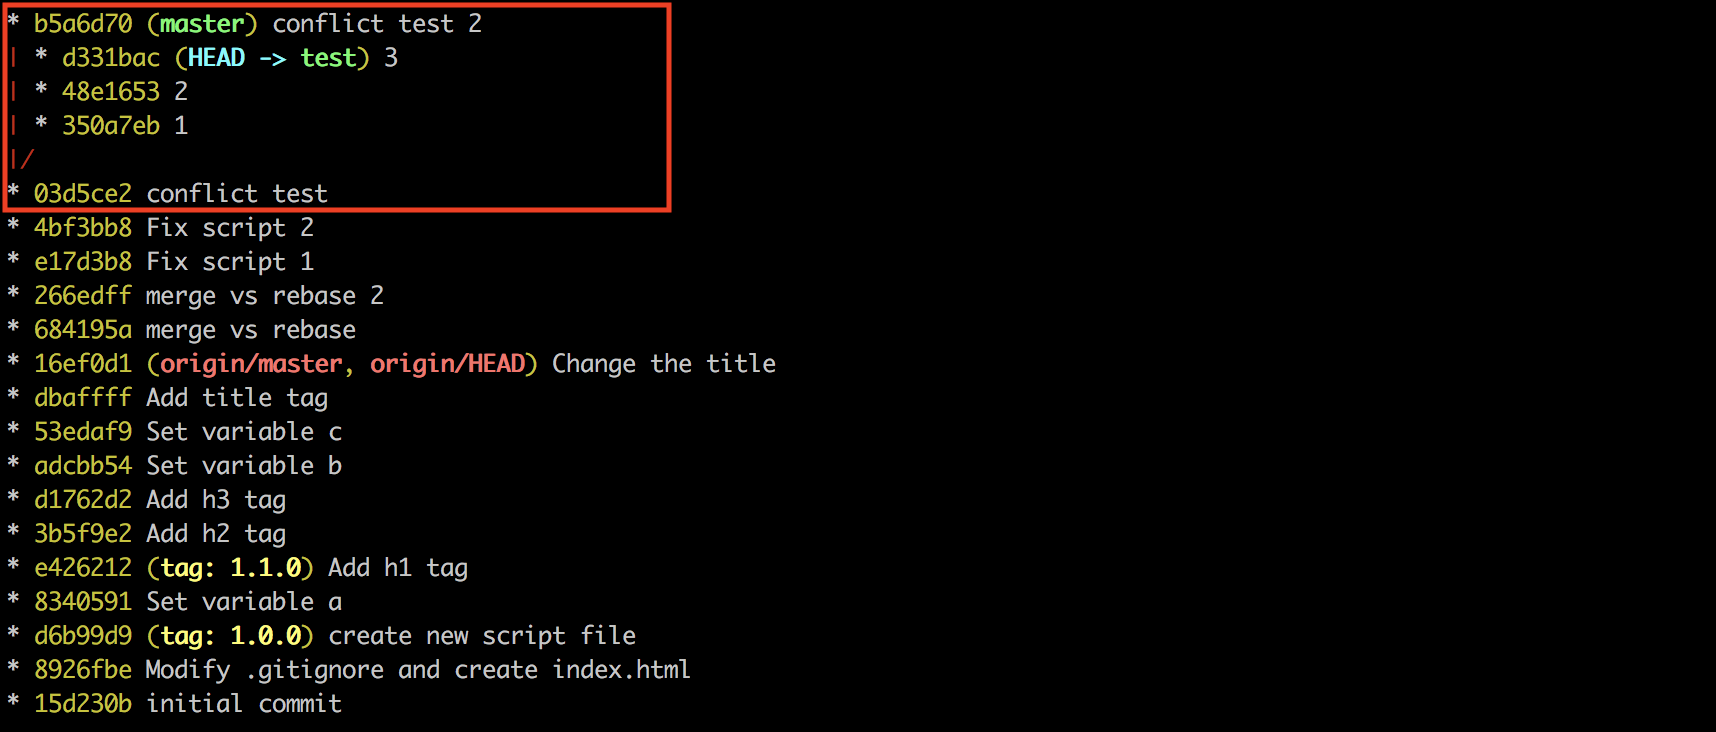 * b5a6d70 (master) conflict test 2
| * d331bac (HEAD -> test) 3
| * 48e1653 2
| * 350a7eb 1
|/
* 03d5ce2 conflict test
* 4bf3bb8 Fix script 2
* e17d3b8 Fix script 1
* 266edff merge vs rebase 2
* 684195a merge vs rebase
* 16ef0d1 (origin/master, origin/HEAD) Change the title
* dbaffff Add title tag
* 53edaf9 Set variable c
* adcbb54 Set variable b
* d1762d2 Add h3 tag
* 3b5f9e2 Add h2 tag
* e426212 (tag: 1.1.0) Add h1 tag
* 8340591 Set variable a
* d6b99d9 (tag: 1.0.0) create new script file
* 8926fbe Modify .gitignore and create index.html
* 15d230b initial commit